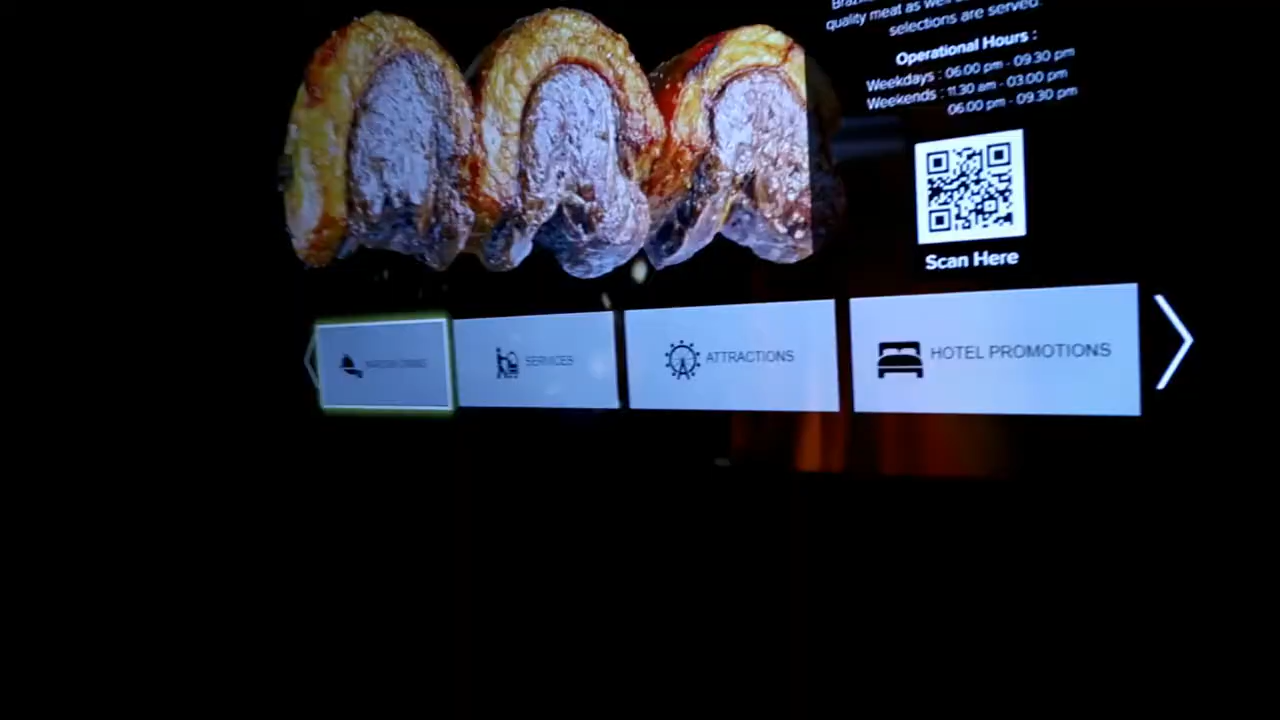 quality meat as well
selections are served.
Operational Hours :
Weekdays : 06.00 pm - 09.30 pm
Weekends : 11.30 am - 03.00 pm
06.00 pm - 09.30 pm
Scan Here
SERVICES
ATTRACTIONS
HOTEL PROMOTIONS